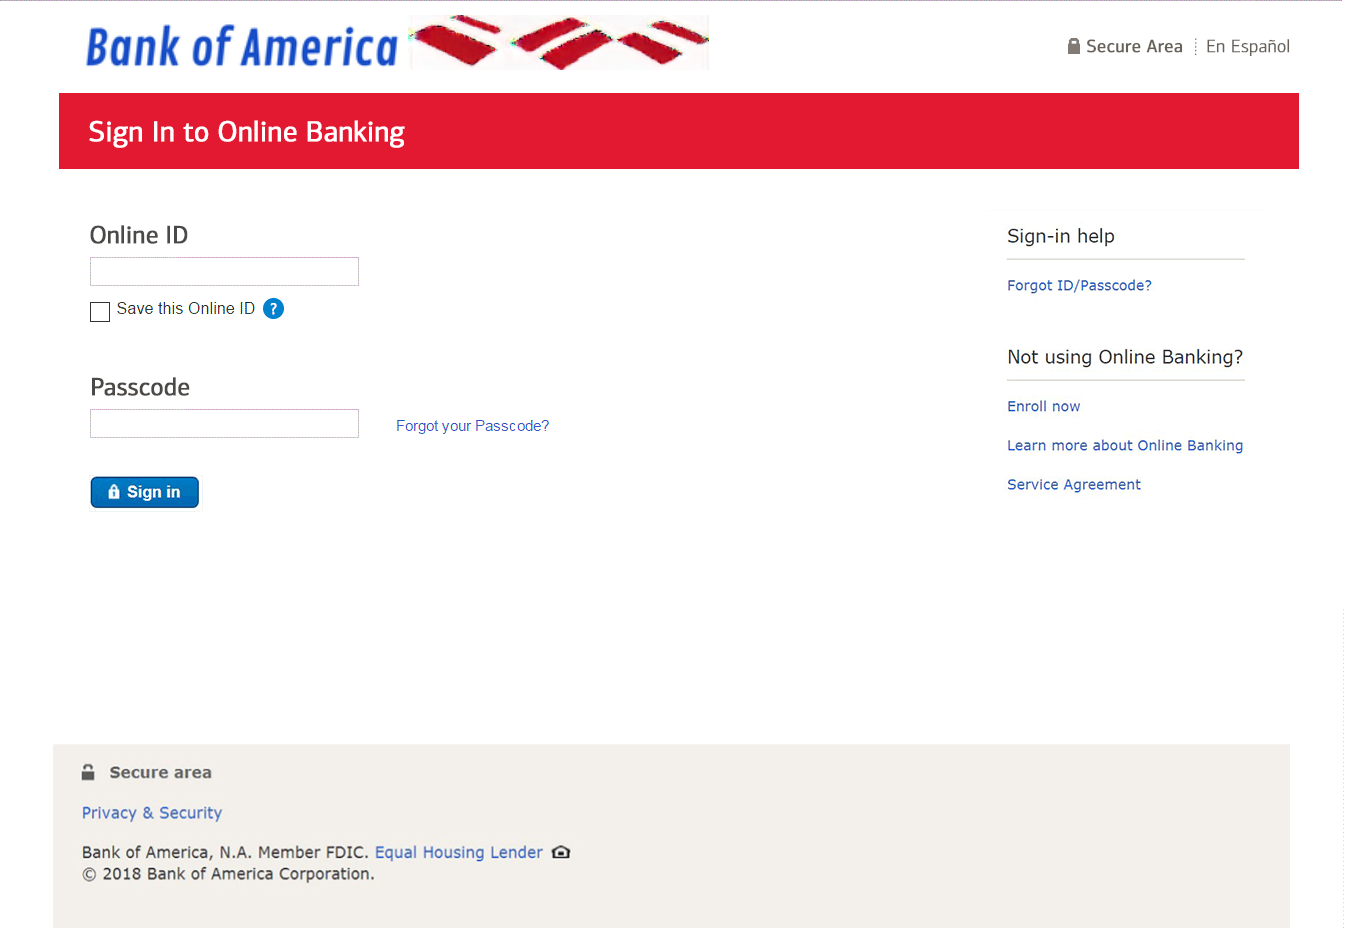 Bank of America
Secure Area
En Español
Sign In to Online Banking
Online ID
Save this Online ID ?
Passcode
Forgot your Passcode?
Sign in
Sign-in help
Forgot ID/Passcode?
Not using Online Banking?
Enroll now
Learn more about Online Banking
Service Agreement
Secure area
Privacy & Security
Bank of America, N.A. Member FDIC. Equal Housing Lender
© 2018 Bank of America Corporation.